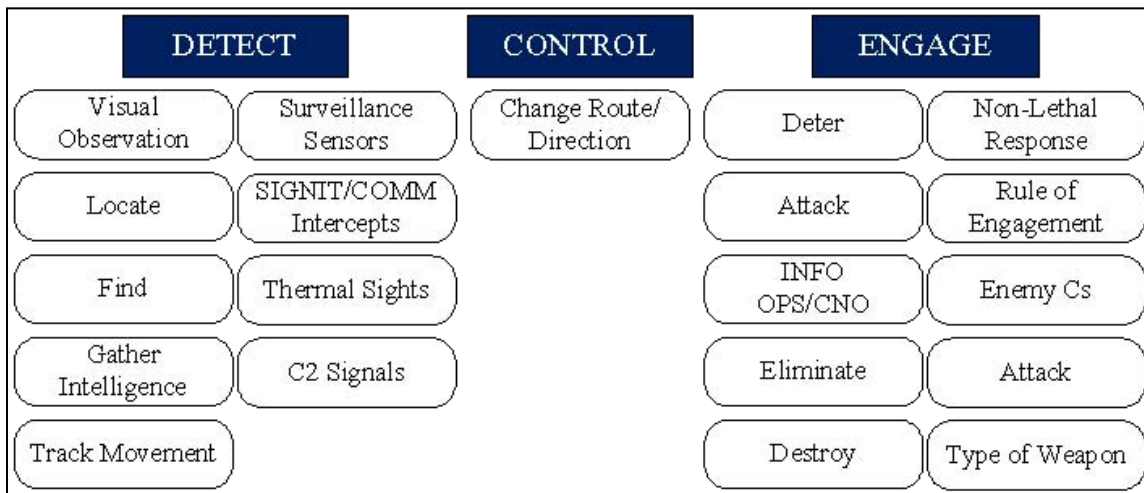 DETECT
CONTROL
ENGAGE
Visual
Observation
Surveillance
Sensors
Change Route/
Direction
Deter
Non-Lethal
Response
Locate
SIGNIT/COMM
Intercepts
Attack
Rule of
Engagement
Find
Thermal Sights
INFO
OPS/CNO
Enemy Cs
Gather
Intelligence
C2 Signals
Eliminate
Attack
Track Movement
Destroy
Type of Weapon